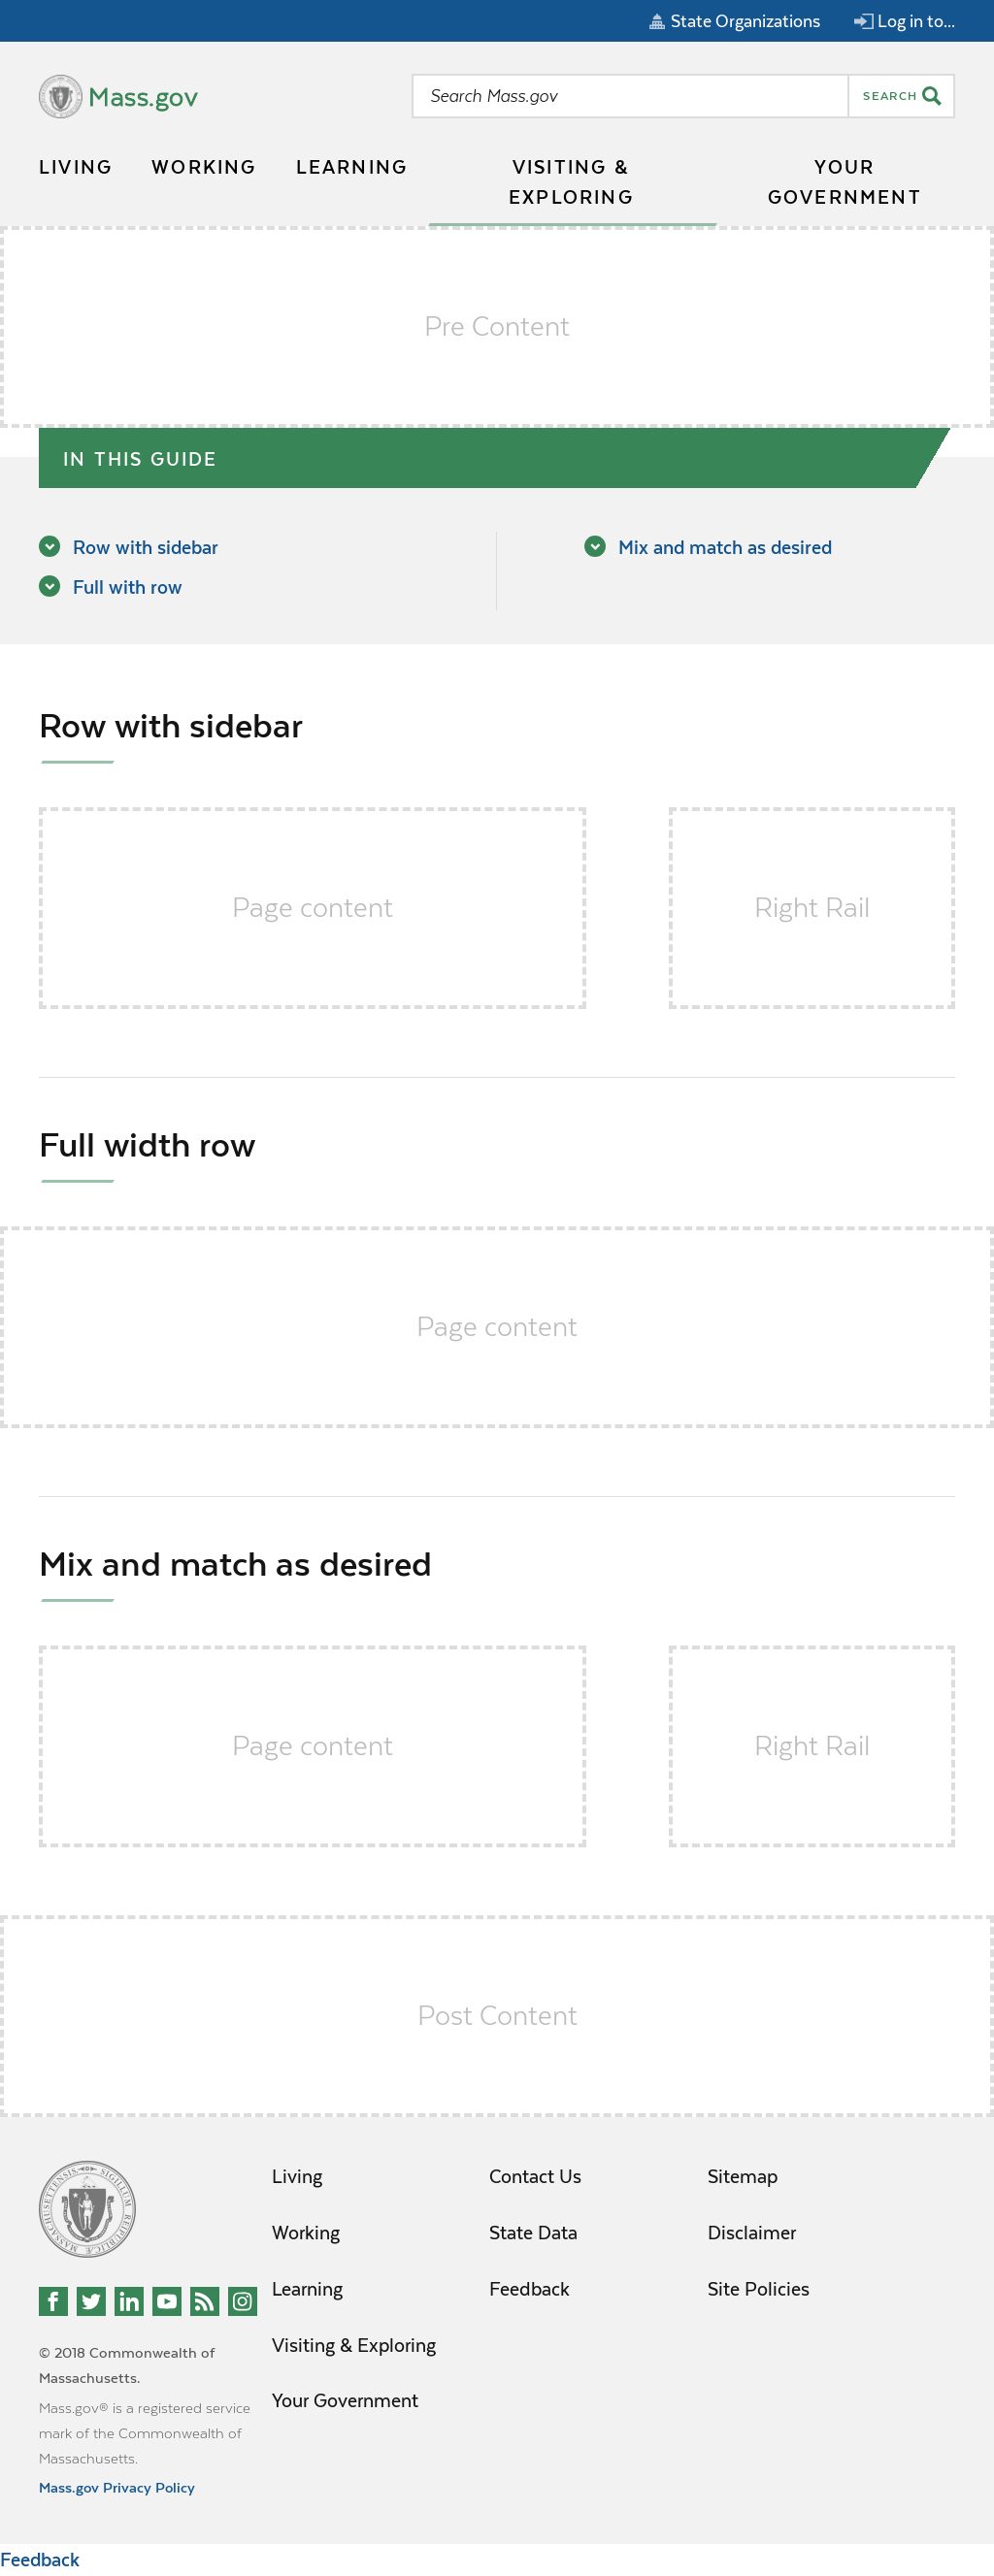 State Organizations
Log in to...
Mass.gov
Search Mass.gov
SEARCH
LIVING
WORKING
LEARNING
VISITING &
EXPLORING
YOUR
GOVERNMENT
Pre Content
IN THIS GUIDE
Row with sidebar
Full with row
Mix and match as desired
Row with sidebar
Page content
Right Rail
Full width row
Page content
Mix and match as desired
Page content
Right Rail
Post Content
Living
Working
Learning
Visiting & Exploring
Your Government
Contact Us
State Data
Feedback
Sitemap
Disclaimer
Site Policies
© 2018 Commonwealth of
Massachusetts.
Mass.gov® is a registered service
mark of the Commonwealth of
Massachusetts.
Mass.gov Privacy Policy
Feedback